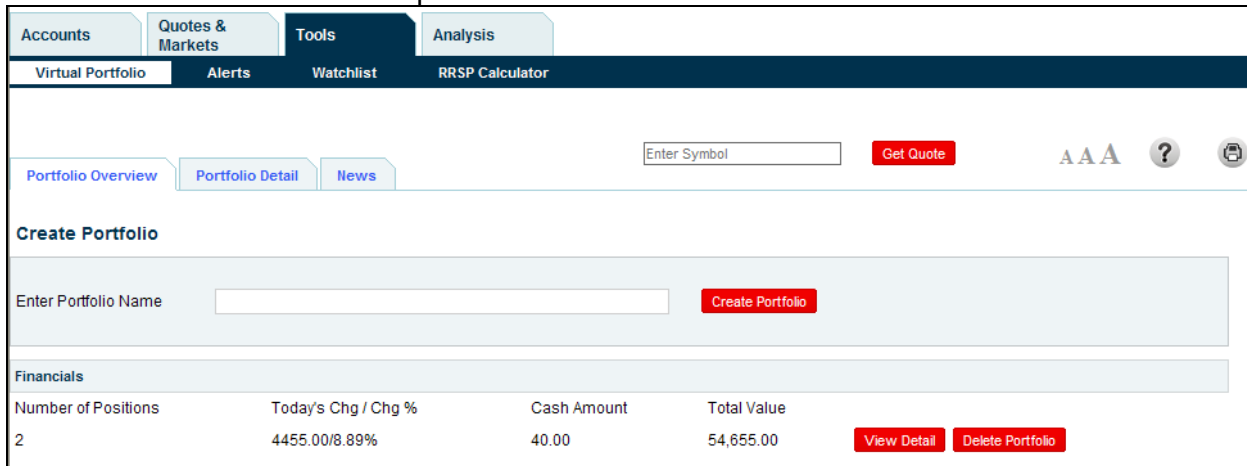 Accounts Quotes & Markets Tools Analysis
Virtual Portfolio Alerts Watchlist RRSP Calculator
Enter Symbol Get Quote A A A ?
Portfolio Overview Portfolio Detail News
Create Portfolio
Enter Portfolio Name Create Portfolio
Financials
Number of Positions Today's Chg / Chg % Cash Amount Total Value
2 4455.00/8.89% 40.00 54,655.00 View Detail Delete Portfolio